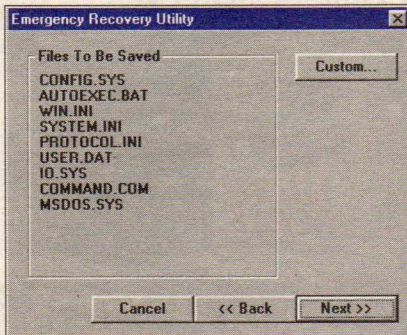 Emergency Recovery Utility
Files To Be Saved
Custom...
CONFIG.SYS
AUTOEXEC.BAT
WIN.INI
SYSTEM.INI
PROTOCOL.INI
USER.DAT
IO.SYS
COMMAND.COM
MSDOS.SYS
Cancel
<< Back
Next >>